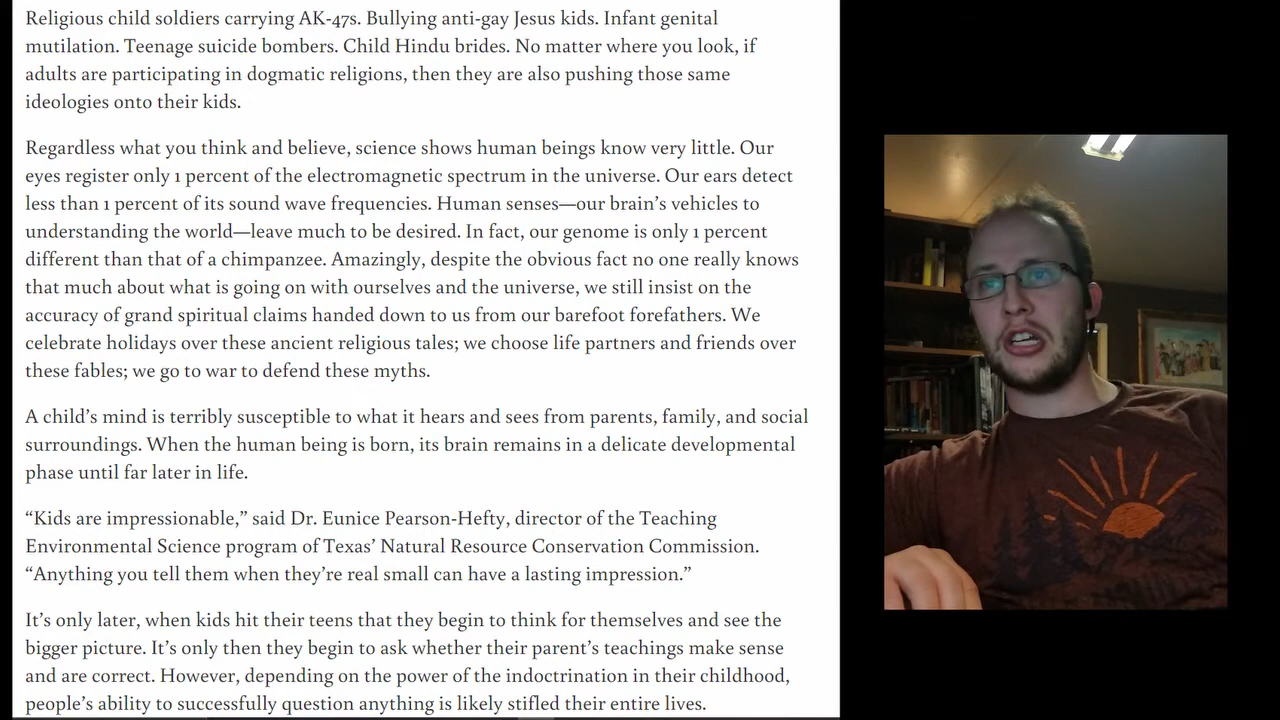 Religious child soldiers carrying AK-47s. Bullying anti-gay Jesus kids. Infant genital
mutilation. Teenage suicide bombers. Child Hindu brides. No matter where you look, if
adults are participating in dogmatic religions, then they are also pushing those same
ideologies onto their kids.
Regardless what you think and believe, science shows human beings know very little. Our
eyes register only 1 percent of the electromagnetic spectrum in the universe. Our ears detect
less than 1 percent of its sound wave frequencies. Human senses—our brain’s vehicles to
understanding the world—leave much to be desired. In fact, our genome is only 1 percent
different than that of a chimpanzee. Amazingly, despite the obvious fact no one really knows
that much about what is going on with ourselves and the universe, we still insist on the
accuracy of grand spiritual claims handed down to us from our barefoot forefathers. We
celebrate holidays over these ancient religious tales; we choose life partners and friends over
these fables; we go to war to defend these myths.
A child’s mind is terribly susceptible to what it hears and sees from parents, family, and social
surroundings. When the human being is born, its brain remains in a delicate developmental
phase until far later in life.
“Kids are impressionable,” said Dr. Eunice Pearson-Hefty, director of the Teaching
Environmental Science program of Texas’ Natural Resource Conservation Commission.
“Anything you tell them when they’re real small can have a lasting impression.”
It’s only later, when kids hit their teens that they begin to think for themselves and see the
bigger picture. It’s only then they begin to ask whether their parent’s teachings make sense
and are correct. However, depending on the power of the indoctrination in their childhood,
people’s ability to successfully question anything is likely stifled their entire lives.